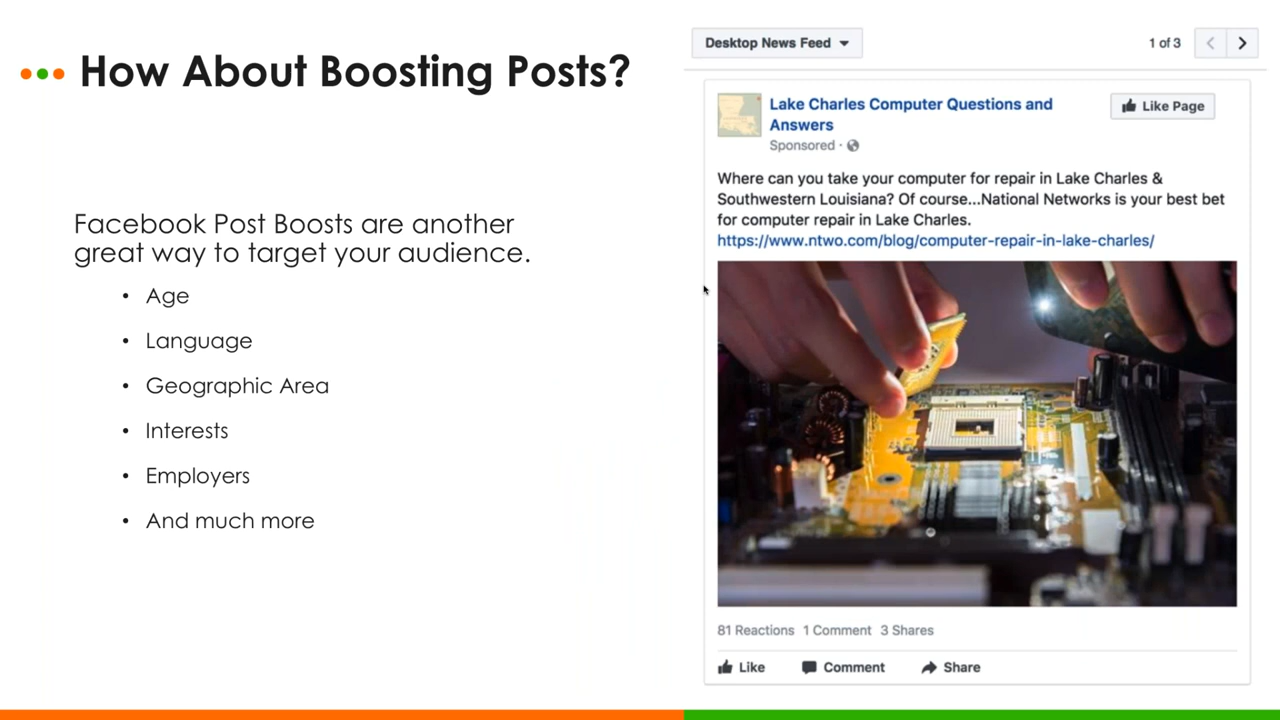 How About Boosting Posts?
Facebook Post Boosts are another
great way to target your audience.
• Age
• Language
• Geographic Area
• Interests
• Employers
• And much more
Desktop News Feed
1 of 3
Lake Charles Computer Questions and
Answers
Sponsored ·
Like Page
Where can you take your computer for repair in Lake Charles &
Southwestern Louisiana? Of course...National Networks is your best bet
for computer repair in Lake Charles.
https://www.ntwo.com/blog/computer-repair-in-lake-charles/
81 Reactions 1 Comment 3 Shares
Like Comment Share